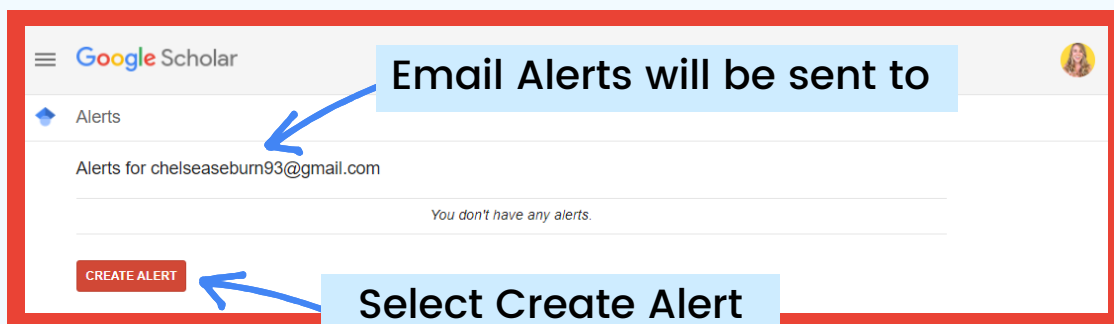 Google Scholar
Email Alerts will be sent to
Alerts
Alerts for chelseaseburn93@gmail.com
You don't have any alerts.
CREATE ALERT
Select Create Alert